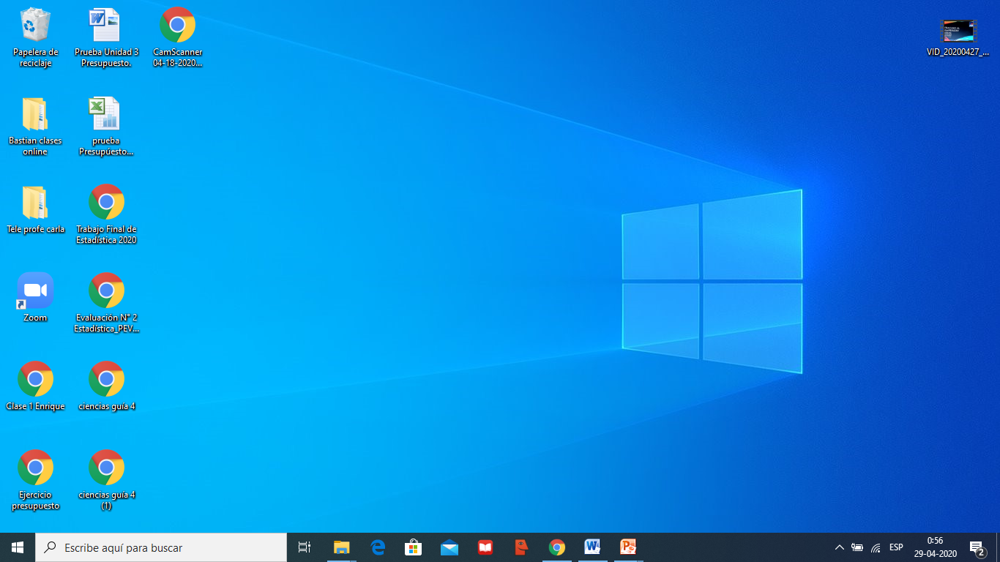 Papelera de
reciclaje
Prueba Unidad 3
Presupuesto.
CamScanner
04-18-2020...
VID_20200427_...
Bastian clases
online
prueba
Presupúesto...
Tele profe carla
Trabajo Final de
Estadística 2020
Zoom
Evaluación N° 2
Estadística_PEV...
Clase 1 Enrique
ciencias guía 4
Ejercicio
presupuesto
ciencias guía 4
(1)
Escribe aquí para buscar
ESP
0:56
29-04-2020
2